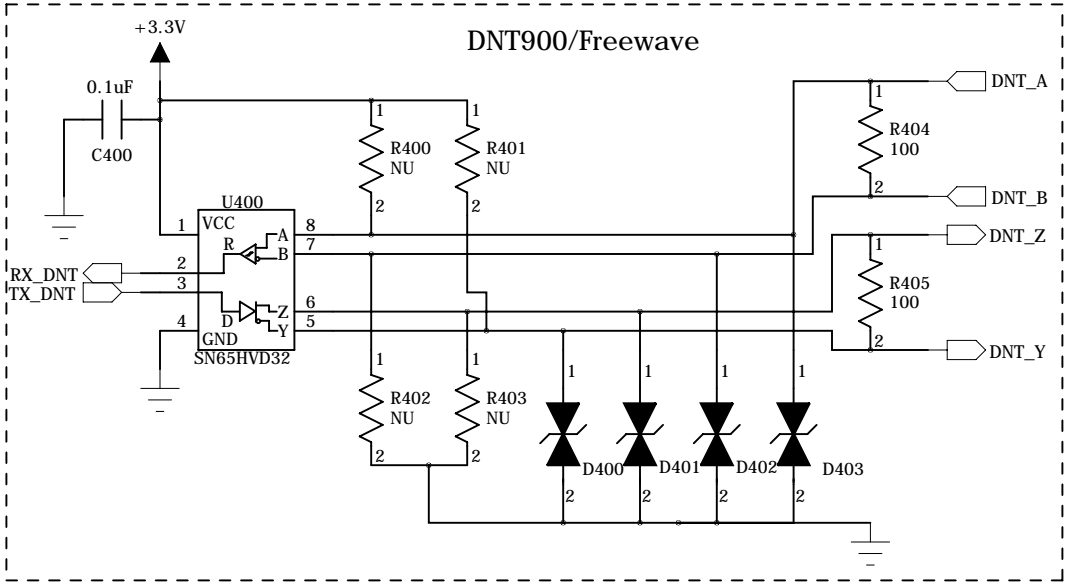 DNT900/Freewave
+3.3V
0.1uF
C400
1
R400
NU
2
1
R401
NU
2
1
R404
100
2
DNT_A
DNT_B
DNT_Z
DNT_Y
1
R405
100
2
U400
1 VCC
A 8
R
B 7
RX_DNT 2
TX_DNT 3
Z 6
D
4
Y 5
GND
SN65HVD32
1
R402
NU
2
1
R403
NU
2
1
D400
2
1
D401
2
1
D402
2
1
D403
2